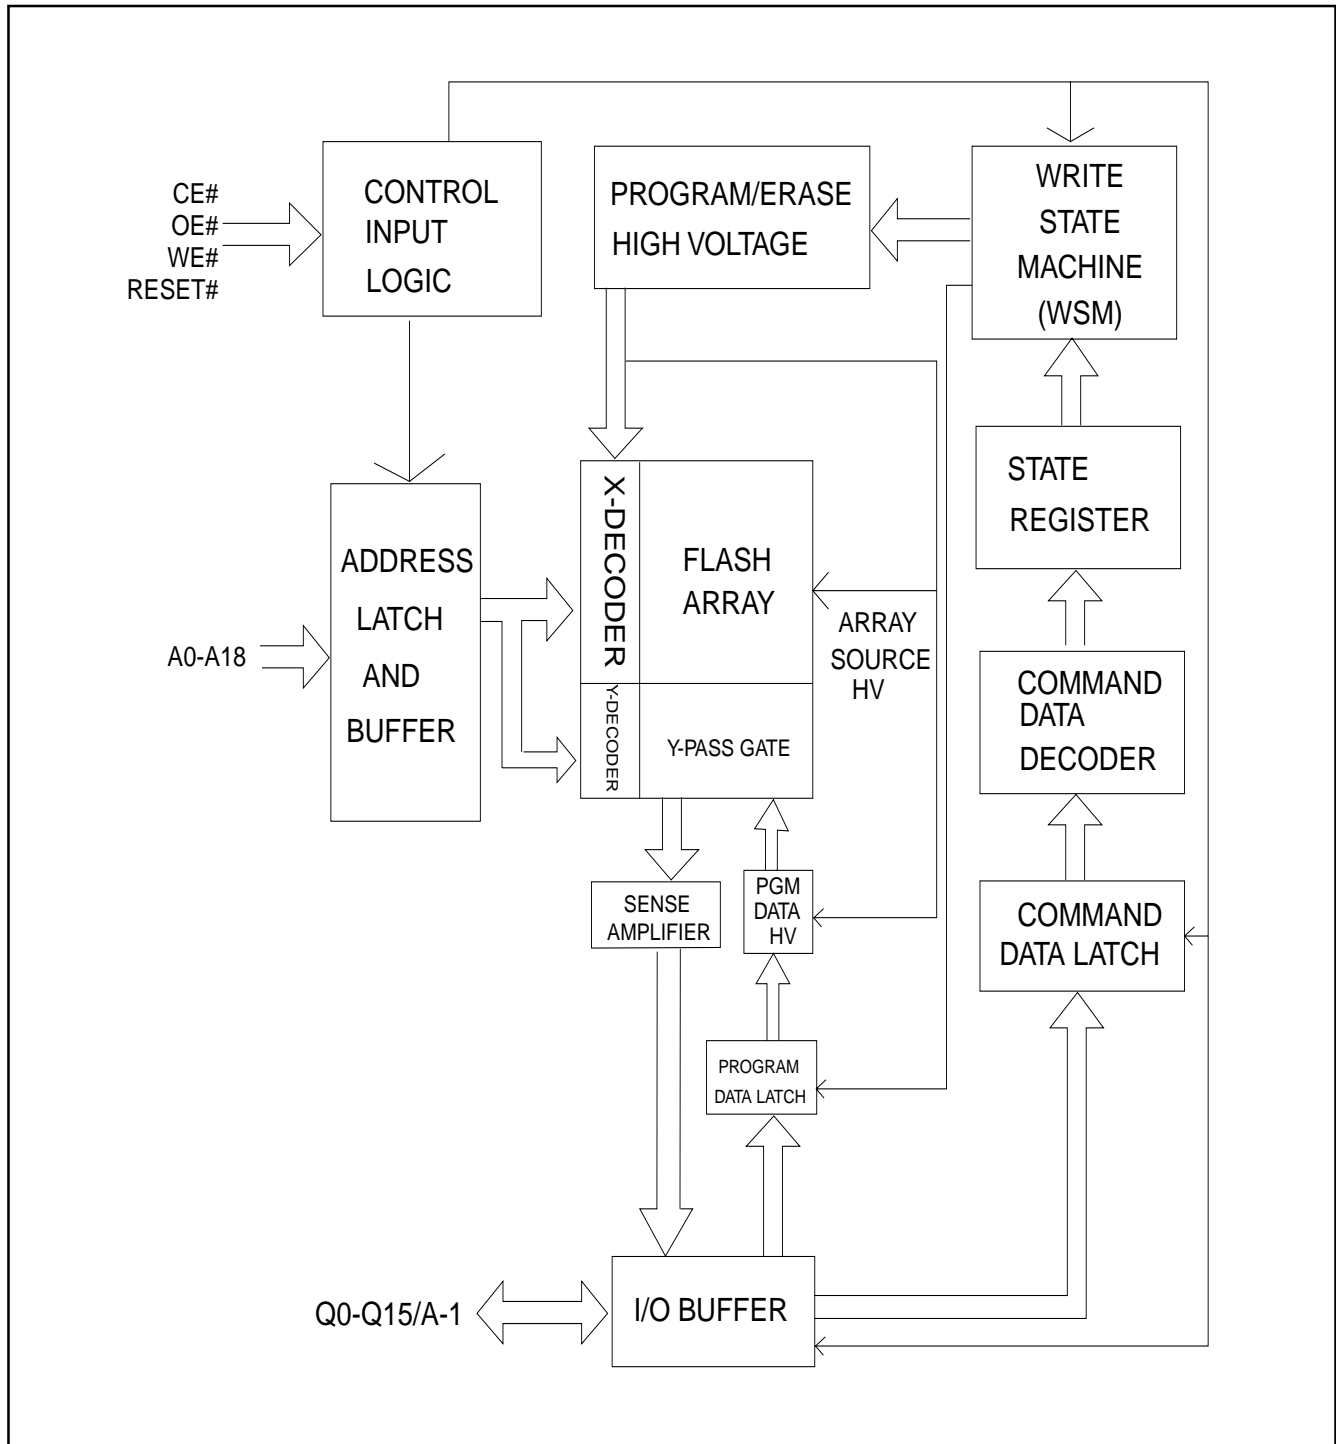 CE#
OE#
WE#
RESET#
CONTROL
INPUT
LOGIC
PROGRAM/ERASE
HIGH VOLTAGE
WRITE
STATE
MACHINE
(WSM)
STATE
REGISTER
X-DECODER
FLASH
ARRAY
ADDRESS
LATCH
AND
BUFFER
A0-A18
ARRAY
SOURCE
HV
Y-DECODER
Y-PASS GATE
COMMAND
DATA
DECODER
SENSE
AMPLIFIER
PGM
DATA
HV
COMMAND
DATA LATCH
PROGRAM
DATA LATCH
Q0-Q15/A-1
I/O BUFFER